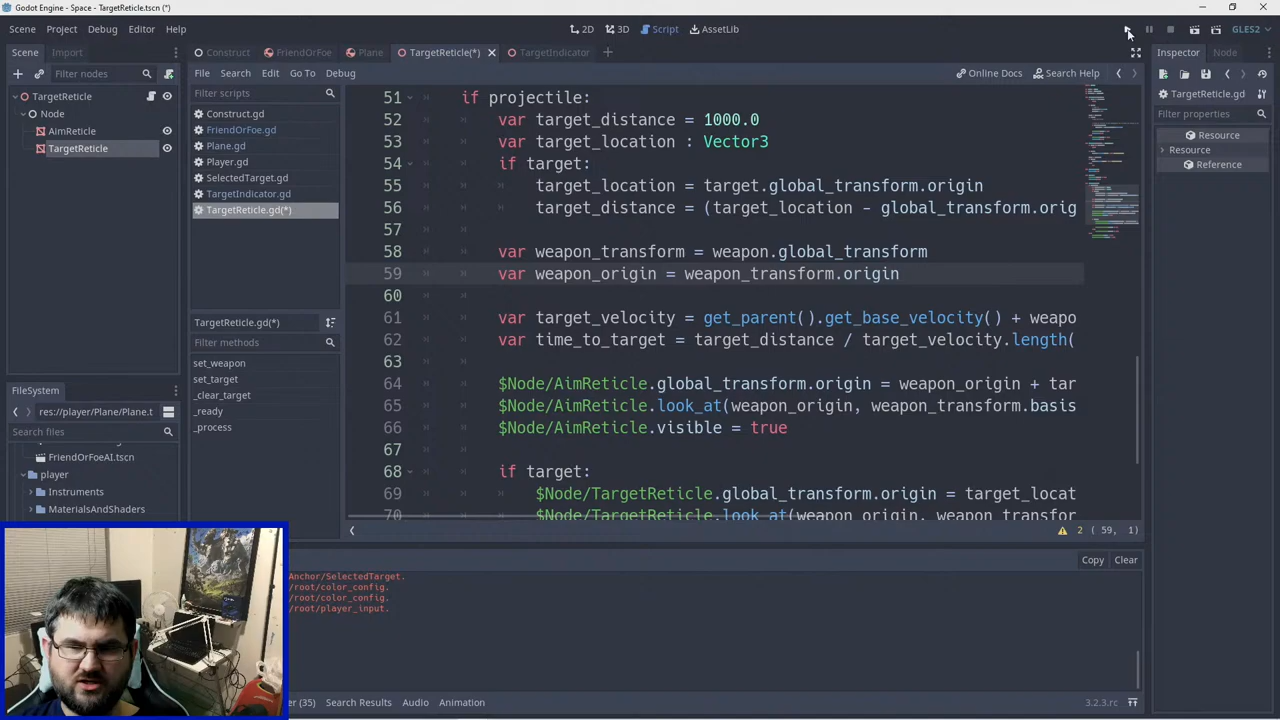 Godot Engine - Space - TargetReticle.tscn (*)
Scene Project Debug Editor Help
2D 3D Script AssetLib
GLES2
Scene Import
Construct FriendOrFoe Plane TargetReticle(*) TargetIndicator
Inspector Node
Filter nodes
File Search Edit Go To Debug
Online Docs Search Help
TargetReticle
Node
AimReticle
TargetReticle
Filter scripts
Construct.gd
FriendOrFoe.gd
Plane.gd
Player.gd
SelectedTarget.gd
TargetIndicator.gd
TargetReticle.gd(*)
TargetReticle.gd(*)
Filter methods
set_weapon
set_target
_clear_target
_ready
_process
51 if projectile:
52 var target_distance = 1000.0
53 var target_location : Vector3
54 if target:
55 target_location = target.global_transform.origin
56 target_distance = (target_location - global_transform.orig
57
58 var weapon_transform = weapon.global_transform
59 var weapon_origin = weapon_transform.origin
60
61 var target_velocity = get_parent().get_base_velocity() + weapo
62 var time_to_target = target_distance / target_velocity.length(
63
64 $Node/AimReticle.global_transform.origin = weapon_origin + tar
65 $Node/AimReticle.look_at(weapon_origin, weapon_transform.basis
66 $Node/AimReticle.visible = true
67
68 if target:
69 $Node/TargetReticle.global_transform.origin = target_locat
70 $Node/TargetReticle.look_at(weapon_origin, weapon_transfor
2 ( 59, 1)
TargetReticle.gd
Filter properties
Resource
Resource
Reference
FileSystem
res://player/Plane/Plane.t
Search files
FriendOrFoeAI.tscn
player
Instruments
MaterialsAndShaders
Copy Clear
Anchor/SelectedTarget.
/root/color_config.
/root/color_config.
/root/player_input.
er (35) Search Results Audio Animation
3.2.3.rc